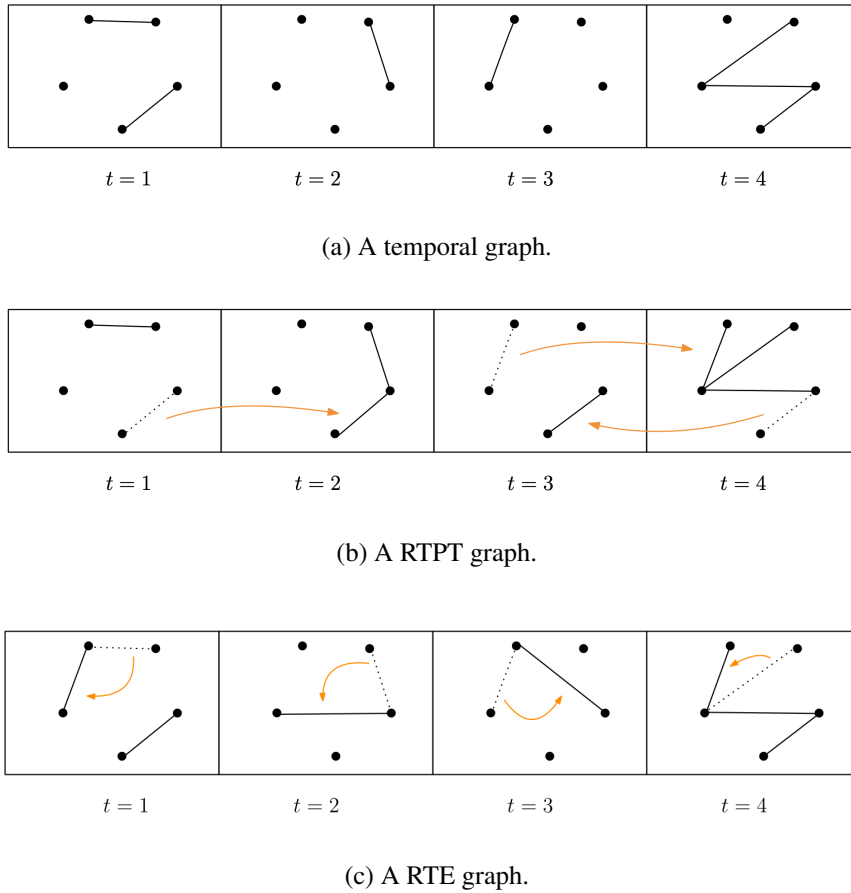 t = 1 t = 2 t = 3 t = 4
(a) A temporal graph.
t = 1 t = 2 t = 3 t = 4
(b) A RTPT graph.
t = 1 t = 2 t = 3 t = 4
(c) A RTE graph.